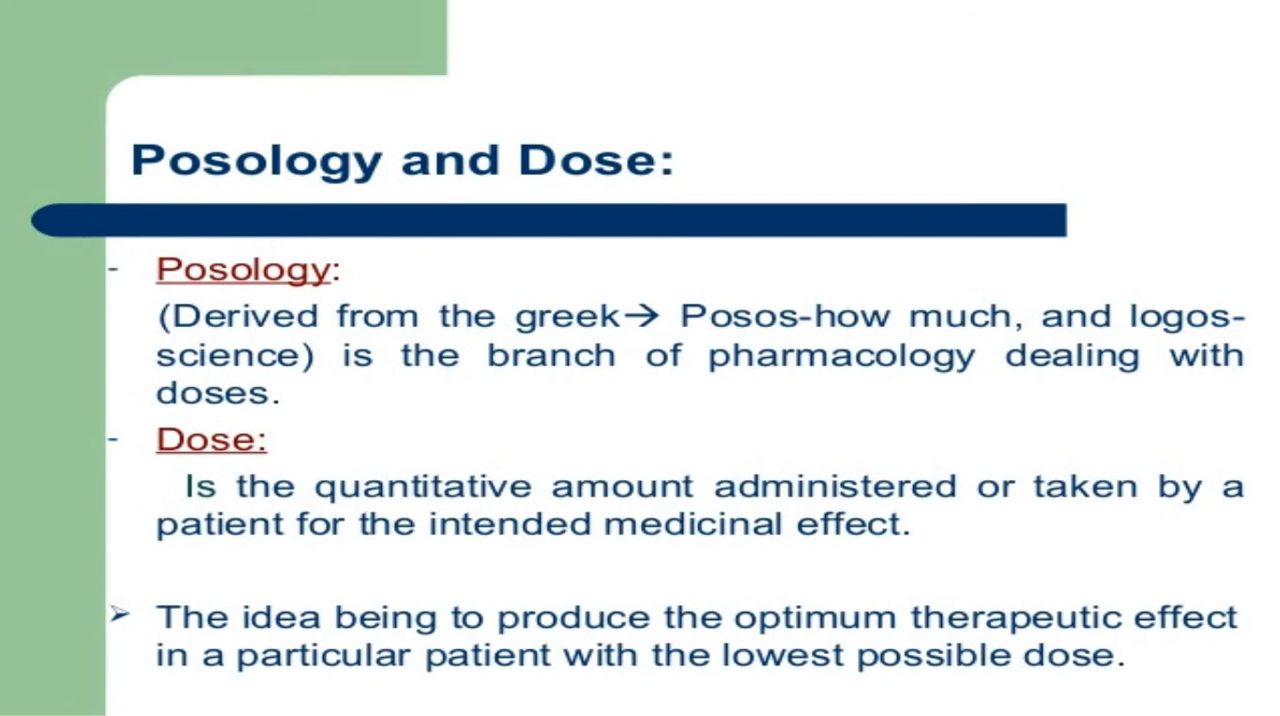 Posology and Dose:
- Posology:
(Derived from the greek→ Posos-how much, and logos-
science) is the branch of pharmacology dealing with
doses.
- Dose:
Is the quantitative amount administered or taken by a
patient for the intended medicinal effect.
➢ The idea being to produce the optimum therapeutic effect
in a particular patient with the lowest possible dose.